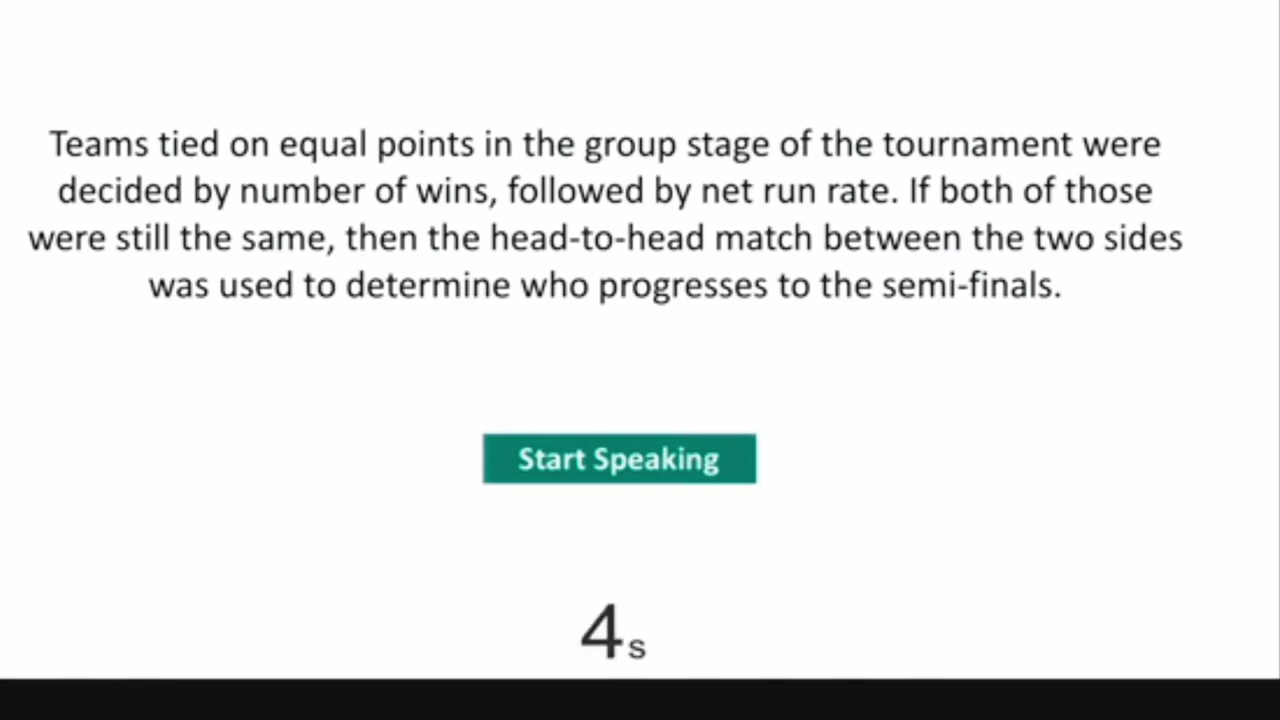 Teams tied on equal points in the group stage of the tournament were
decided by number of wins, followed by net run rate. If both of those
were still the same, then the head-to-head match between the two sides
was used to determine who progresses to the semi-finals.
Start Speaking
4s